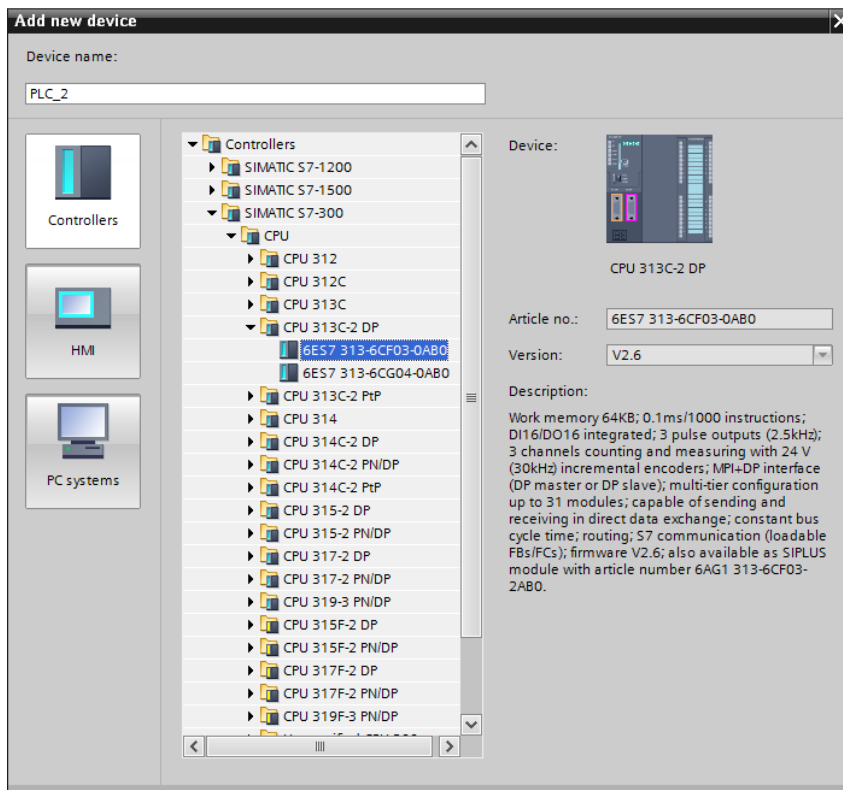 Add new device
Device name:
PLC_2
Controllers
HMI
PC systems
Controllers
SIMATIC S7-1200
SIMATIC S7-1500
SIMATIC S7-300
CPU
CPU 312
CPU 312C
CPU 313C
CPU 313C-2 DP
6ES7 313-6CF03-0AB0
6ES7 313-6CG04-0AB0
CPU 313C-2 PtP
CPU 314
CPU 314C-2 DP
CPU 314C-2 PN/DP
CPU 314C-2 PtP
CPU 315-2 DP
CPU 315-2 PN/DP
CPU 317-2 DP
CPU 317-2 PN/DP
CPU 319-3 PN/DP
CPU 315F-2 DP
CPU 315F-2 PN/DP
CPU 317F-2 DP
CPU 317F-2 PN/DP
CPU 319F-3 PN/DP
Device:
CPU 313C-2 DP
Article no.:
6ES7 313-6CF03-0AB0
Version:
V2.6
Description:
Work memory 64KB; 0.1ms/1000 instructions;
DI16/DO16 integrated; 3 pulse outputs (2.5kHz);
3 channels counting and measuring with 24 V
(30kHz) incremental encoders; MPI+DP interface
(DP master or DP slave); multi-tier configuration
up to 31 modules; capable of sending and
receiving in direct data exchange; constant bus
cycle time; routing; S7 communication (loadable
FBs/FCs); firmware V2.6; also available as SIPLUS
module with article number 6AG1 313-6CF03-
2AB0.